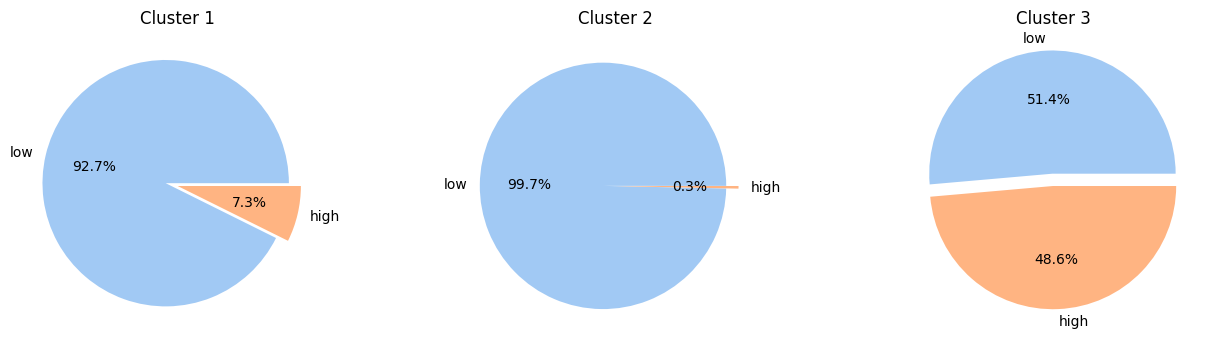 Cluster 1
low
92.7%
7.3%
high
Cluster 2
low
99.7%
0.3%
high
Cluster 3
low
51.4%
48.6%
high